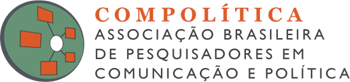 COMPOLÍTICA
ASSOCIAÇÃO BRASILEIRA
DE PESQUISADORES EM
COMUNICAÇÃO E POLÍTICA